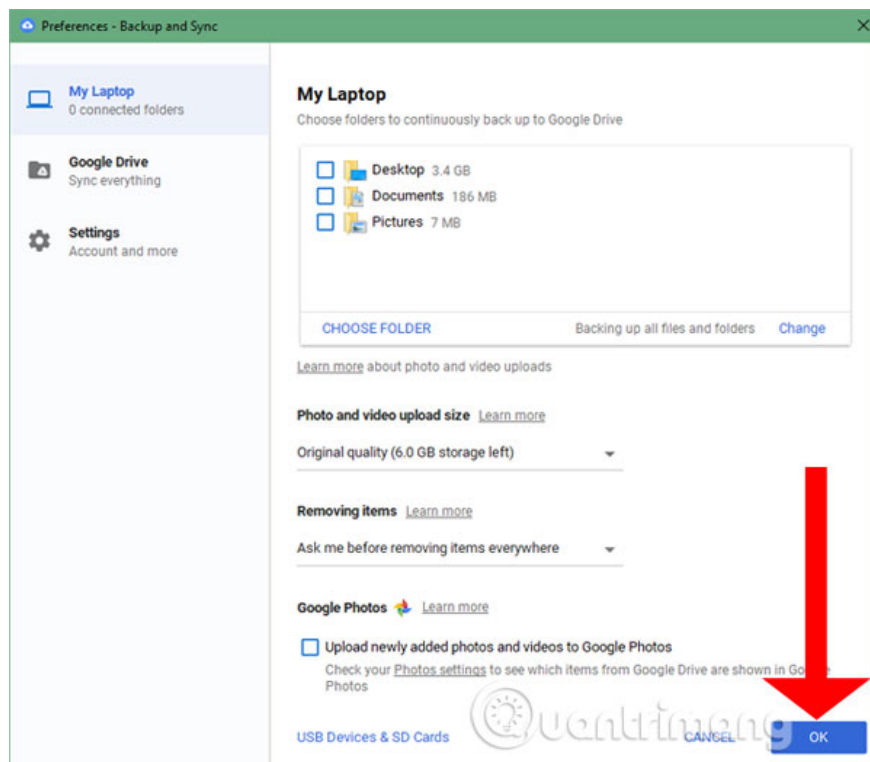 Preferences - Backup and Sync
My Laptop
0 connected folders
Google Drive
Sync everything
Settings
Account and more
My Laptop
Choose folders to continuously back up to Google Drive
Desktop 3.4 GB
Documents 186 MB
Pictures 7 MB
CHOOSE FOLDER
Backing up all files and folders Change
Learn more about photo and video uploads
Photo and video upload size Learn more
Original quality (6.0 GB storage left)
Removing items Learn more
Ask me before removing items everywhere
Google Photos Learn more
Upload newly added photos and videos to Google Photos
Check your Photos settings to see which items from Google Drive are shown in Google
Photos
USB Devices & SD Cards
Quantrimang
CANCEL
OK